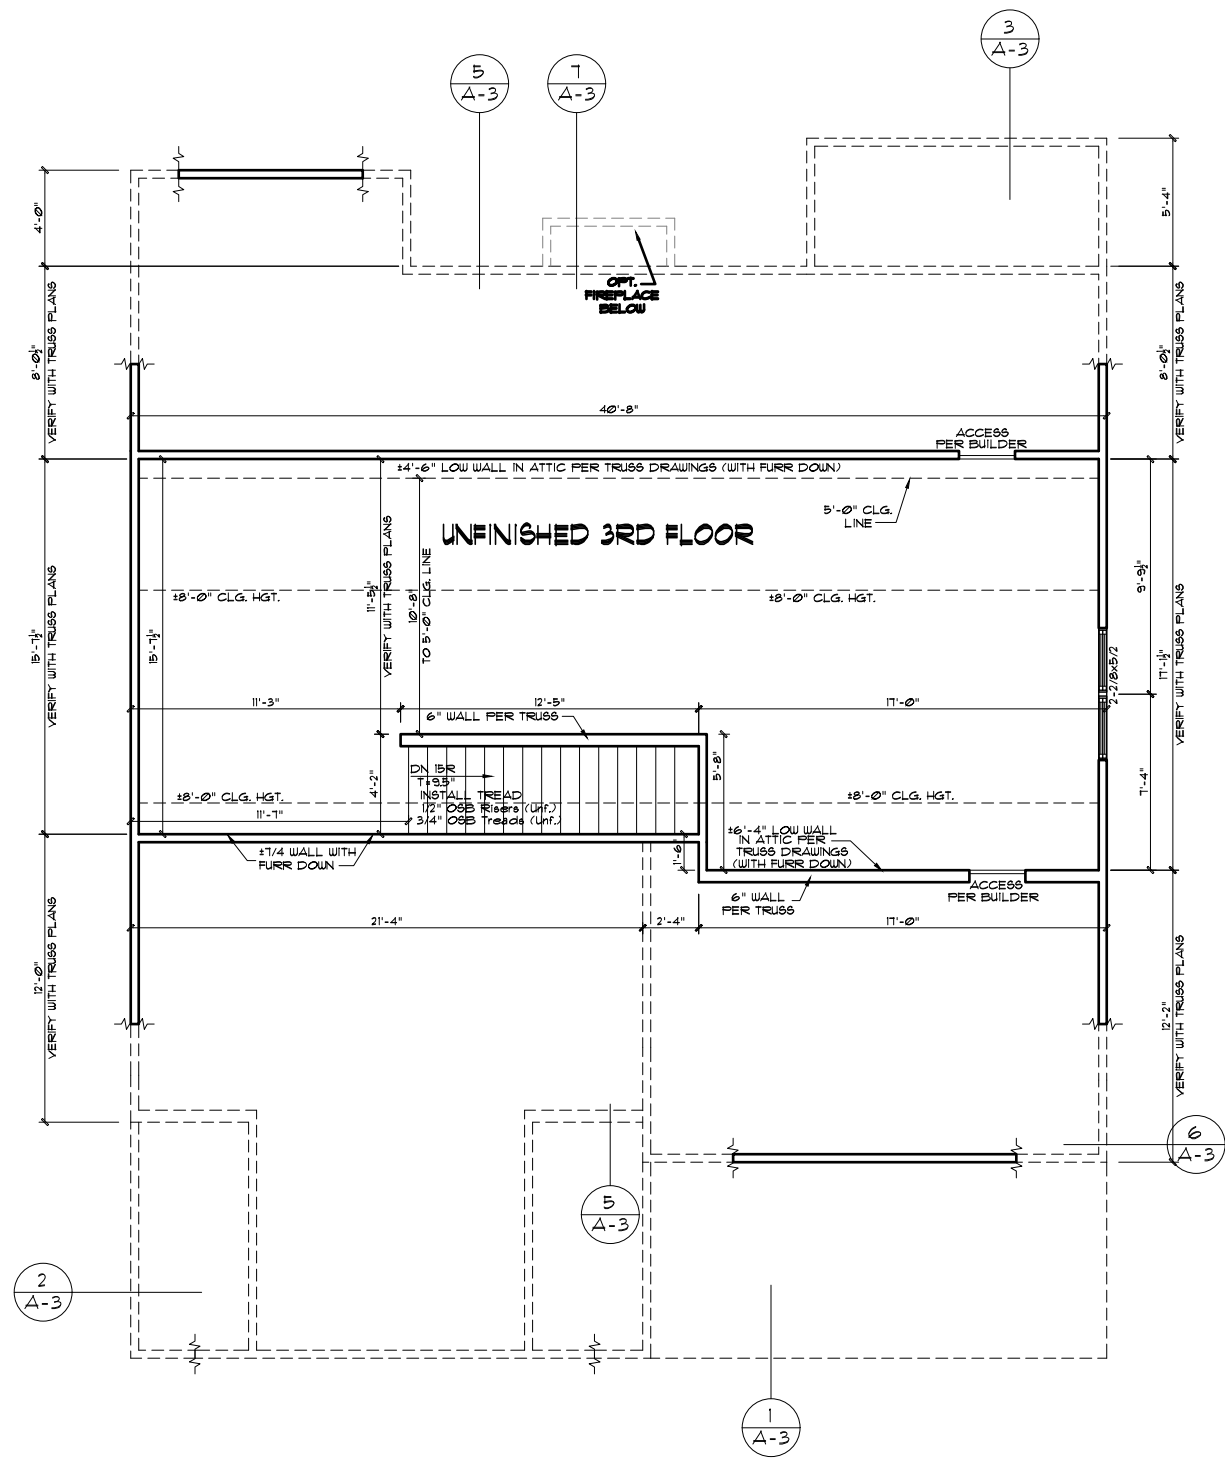 3
A-3
5
A-3
7
A-3
4'-0"
5'-4"
OPT.
FIREPLACE
BELOW
8'-0½"
VERIFY WITH TRUSS PLANS
8'-0½"
VERIFY WITH TRUSS PLANS
40'-8"
ACCESS
PER BUILDER
±4'-6" LOW WALL IN ATTIC PER TRUSS DRAWINGS (WITH FURR DOWN)
5'-0" CLG.
LINE
UNFINISHED 3RD FLOOR
15'-7½"
VERIFY WITH TRUSS PLANS
15'-7½"
11'-5½"
VERIFY WITH TRUSS PLANS
10'-8"
TO 5'-0" CLG. LINE
±8'-0" CLG. HGT.
±8'-0" CLG. HGT.
9'-9½"
17'-1½"
VERIFY WITH TRUSS PLANS
2-2/8x5/2
11'-3"
12'-5"
17'-0"
6" WALL PER TRUSS
5'-8"
7'-4"
4'-2"
DN 15R
T=9.5"
INSTALL TREAD
1/2" OSB Risers (Unf.)
3/4" OSB Treads (Unf.)
±8'-0" CLG. HGT.
±8'-0" CLG. HGT.
11'-7"
±7/4 WALL WITH
FURR DOWN
1'-6"
±6'-4" LOW WALL
IN ATTIC PER
TRUSS DRAWINGS
(WITH FURR DOWN)
6" WALL
PER TRUSS
ACCESS
PER BUILDER
21'-4"
2'-4"
17'-0"
12'-0"
VERIFY WITH TRUSS PLANS
12'-2"
VERIFY WITH TRUSS PLANS
6
A-3
5
A-3
2
A-3
1
A-3